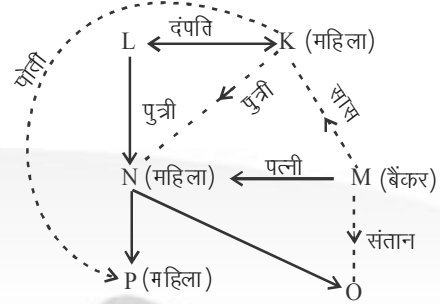 L दंपति K (महिला)
पोती
पुत्री
पुत्री
सास
N (महिला) पत्नी M (बैंकर)
संतान
P (महिला)
O